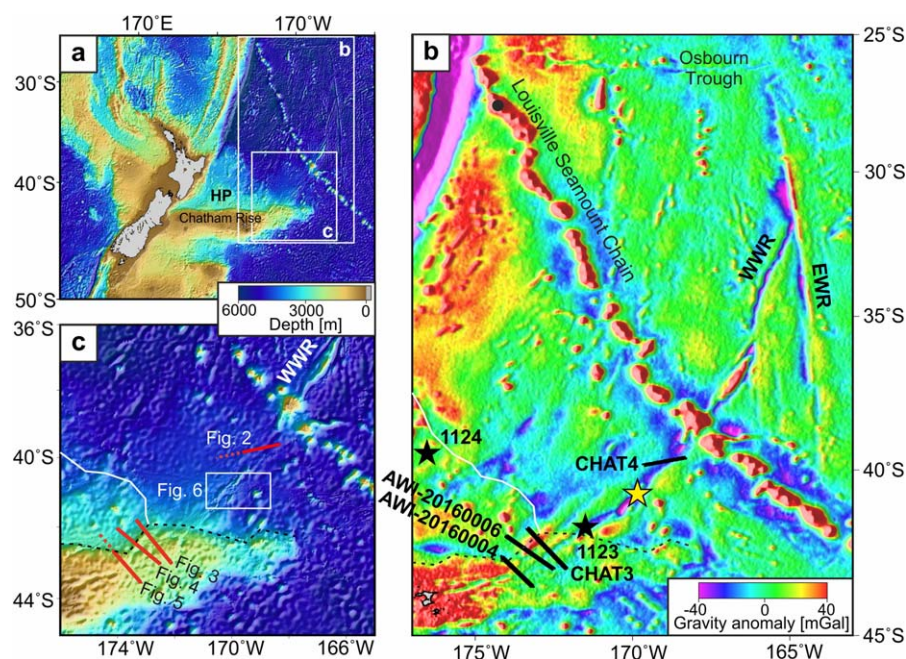 170°E
170°W
a
b
30°S
40°S
HP
Chatham Rise
c
50°S
6000
3000
0
Depth [m]
36°S
c
WWR
Fig. 2
40°S
Fig. 6
Fig. 3
Fig. 4
Fig. 5
44°S
174°W
170°W
166°W
b
25°S
Osbourn
Trough
Louisville Seamount Chain
30°S
WWR
EWR
35°S
1124
CHAT4
40°S
AWI-20160006
AWI-20160004
1123
CHAT3
-40
0
40
Gravity anomaly [mGal]
45°S
175°W
170°W
165°W